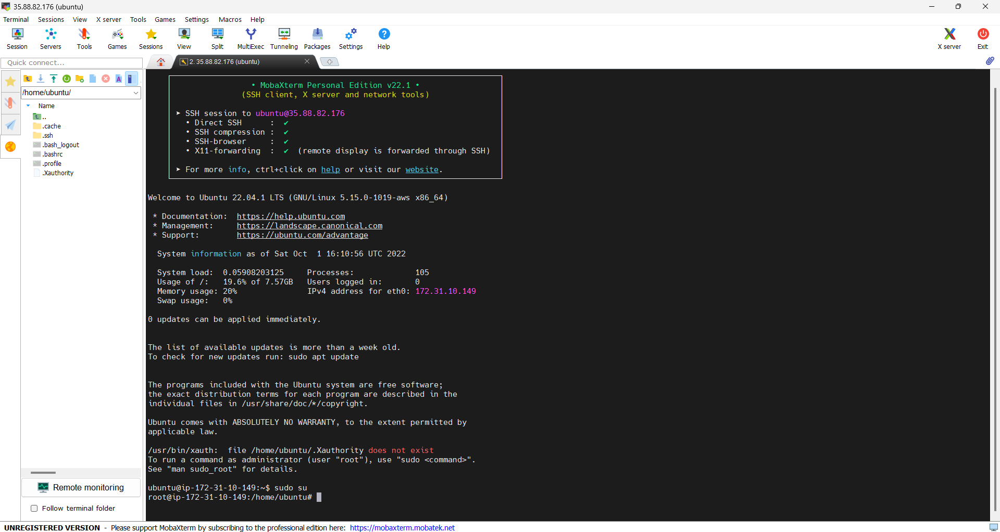 35.88.82.176 (ubuntu)
Terminal Sessions View X server Tools Games Settings Macros Help
Session Servers Tools Games Sessions View Split MultiExec Tunneling Packages Settings Help X server Exit
Quick connect...
2. 35.88.82.176 (ubuntu)
/home/ubuntu/
Name
..
.cache
.ssh
.bash_logout
.bashrc
.profile
.Xauthority
Remote monitoring
Follow terminal folder
• MobaXterm Personal Edition v22.1 •
(SSH client, X server and network tools)
➤ SSH session to ubuntu@35.88.82.176
• Direct SSH : ✔
• SSH compression : ✔
• SSH-browser : ✔
• X11-forwarding : ✔ (remote display is forwarded through SSH)
➤ For more info, ctrl+click on help or visit our website.
Welcome to Ubuntu 22.04.1 LTS (GNU/Linux 5.15.0-1019-aws x86_64)
* Documentation: https://help.ubuntu.com
* Management: https://landscape.canonical.com
* Support: https://ubuntu.com/advantage
System information as of Sat Oct 1 16:10:56 UTC 2022
System load: 0.05908203125 Processes: 105
Usage of /: 19.6% of 7.57GB Users logged in: 0
Memory usage: 20% IPv4 address for eth0: 172.31.10.149
Swap usage: 0%
0 updates can be applied immediately.
The list of available updates is more than a week old.
To check for new updates run: sudo apt update
The programs included with the Ubuntu system are free software;
the exact distribution terms for each program are described in the
individual files in /usr/share/doc/*/copyright.
Ubuntu comes with ABSOLUTELY NO WARRANTY, to the extent permitted by
applicable law.
/usr/bin/xauth: file /home/ubuntu/.Xauthority does not exist
To run a command as administrator (user "root"), use "sudo <command>".
See "man sudo_root" for details.
ubuntu@ip-172-31-10-149:~$ sudo su
root@ip-172-31-10-149:/home/ubuntu#
UNREGISTERED VERSION - Please support MobaXterm by subscribing to the professional edition here: https://mobaxterm.mobatek.net